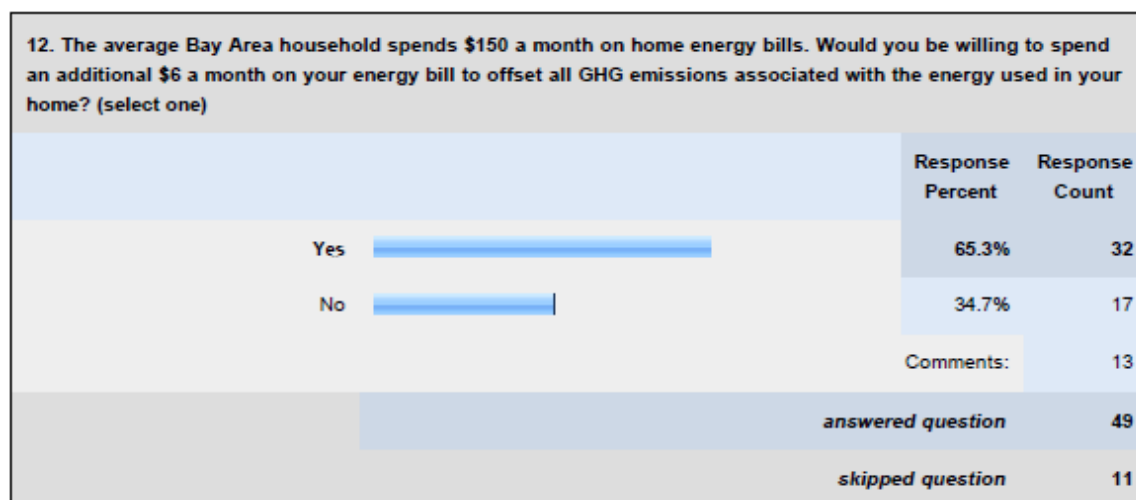 12. The average Bay Area household spends $150 a month on home energy bills. Would you be willing to spend
an additional $6 a month on your energy bill to offset all GHG emissions associated with the energy used in your
home? (select one)
Response Percent Response Count
Yes 65.3% 32
No 34.7% 17
Comments: 13
answered question 49
skipped question 11